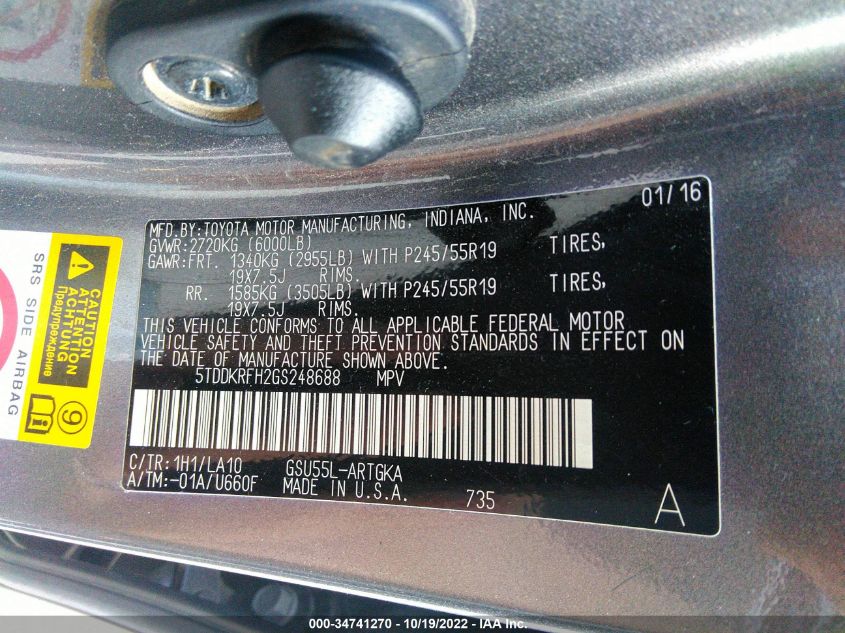 MFD. BY: TOYOTA MOTOR MANUFACTURING, INDIANA, INC. 01/16
GVWR: 2720KG (6000LB)
GAWR: FRT. 1340KG (2955LB) WITH P245/55R19 TIRES,
19X7.5J RIMS.
RR. 1585KG (3505LB) WITH P245/55R19 TIRES,
19X7.5J RIMS.
THIS VEHICLE CONFORMS TO ALL APPLICABLE FEDERAL MOTOR
VEHICLE SAFETY AND THEFT PREVENTION STANDARDS IN EFFECT ON
THE DATE OF MANUFACTURE SHOWN ABOVE.
5TDDKRFH2GS248688 MPV
C/TR: 1H1/LA10 GSU55L-ARTGKA
A/TM: -01A/U660F MADE IN U.S.A. 735 A
SRS SIDE AIRBAG
CAUTION
ATTENTION
ACHTUNG
Предупреждение
9
i
000-34741270 - 10/19/2022 - IAA Inc.